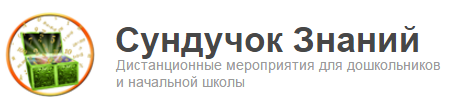 Сундучок Знаний
Дистанционные мероприятия для дошкольников
и начальной школы